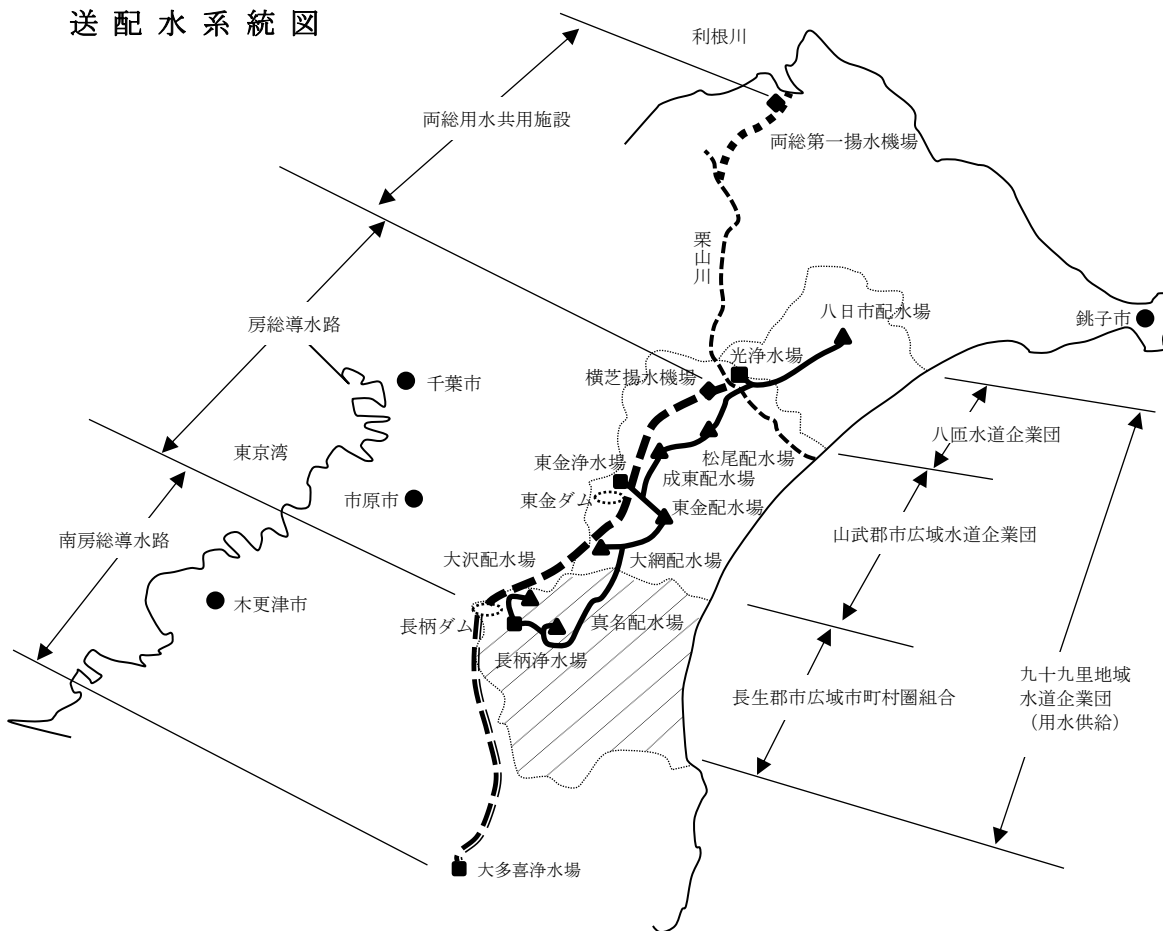 送配水系統図
利根川
両総用水共用施設
両総第一揚水機場
栗山川
八日市配水場
銚子市
房総導水路
光浄水場
横芝揚水機場
千葉市
八匝水道企業団
東京湾
東金浄水場
松尾配水場
成東配水場
市原市
東金ダム
東金配水場
南房総導水路
山武郡市広域水道企業団
大沢配水場
大網配水場
木更津市
長柄ダム
真名配水場
長柄浄水場
長生郡市広域市町村圏組合
九十九里地域
水道企業団
(用水供給)
大多喜浄水場